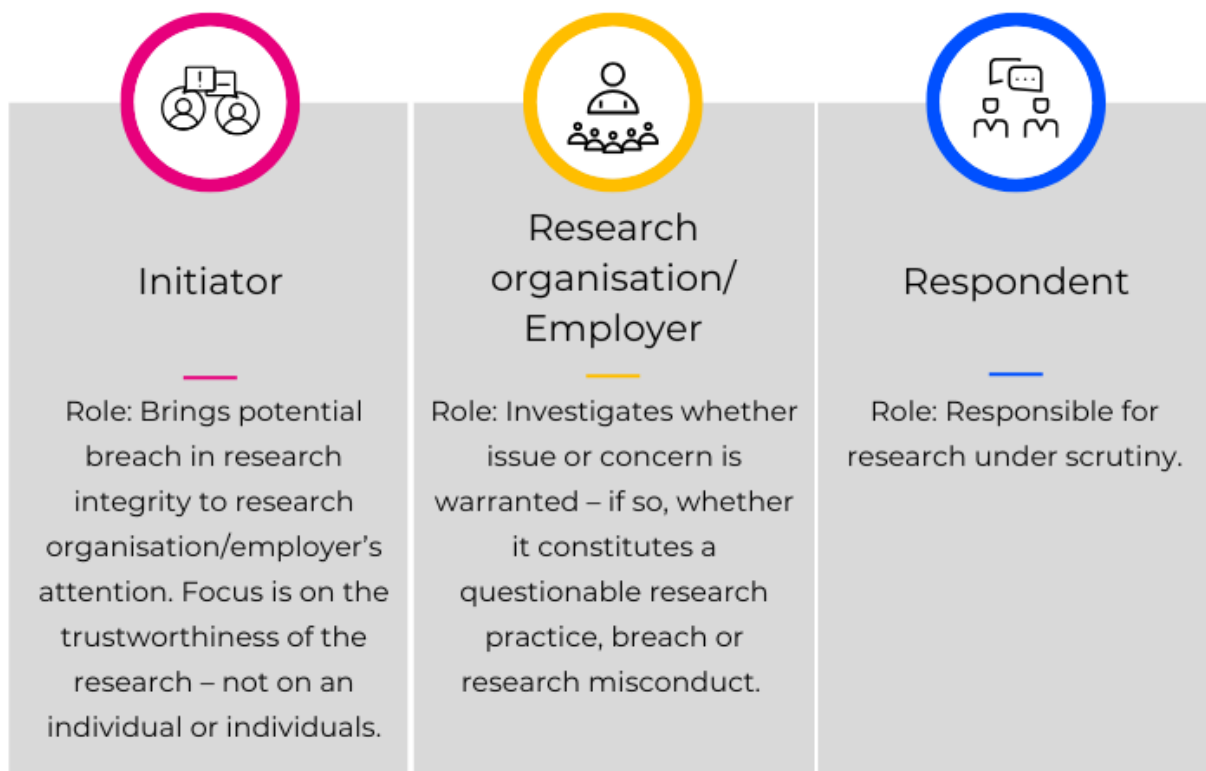 Initiator
Role: Brings potential
breach in research
integrity to research
organisation/employer's
attention. Focus is on the
trustworthiness of the
research – not on an
individual or individuals.
Research
organisation/
Employer
Role: Investigates whether
issue or concern is
warranted – if so, whether
it constitutes a
questionable research
practice, breach or
research misconduct.
Respondent
Role: Responsible for
research under scrutiny.